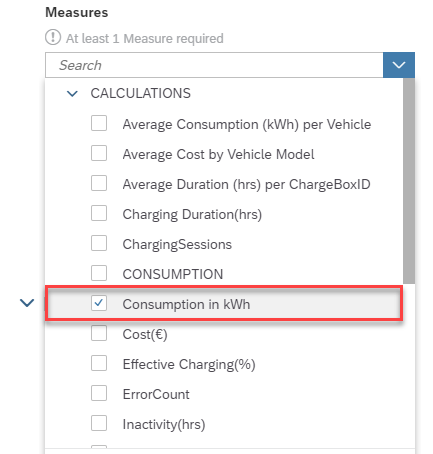 Measures
At least 1 Measure required
Search
CALCULATIONS
Average Consumption (kWh) per Vehicle
Average Cost by Vehicle Model
Average Duration (hrs) per ChargeBoxID
Charging Duration(hrs)
ChargingSessions
CONSUMPTION
Consumption in kWh
Cost(€)
Effective Charging(%)
ErrorCount
Inactivity(hrs)